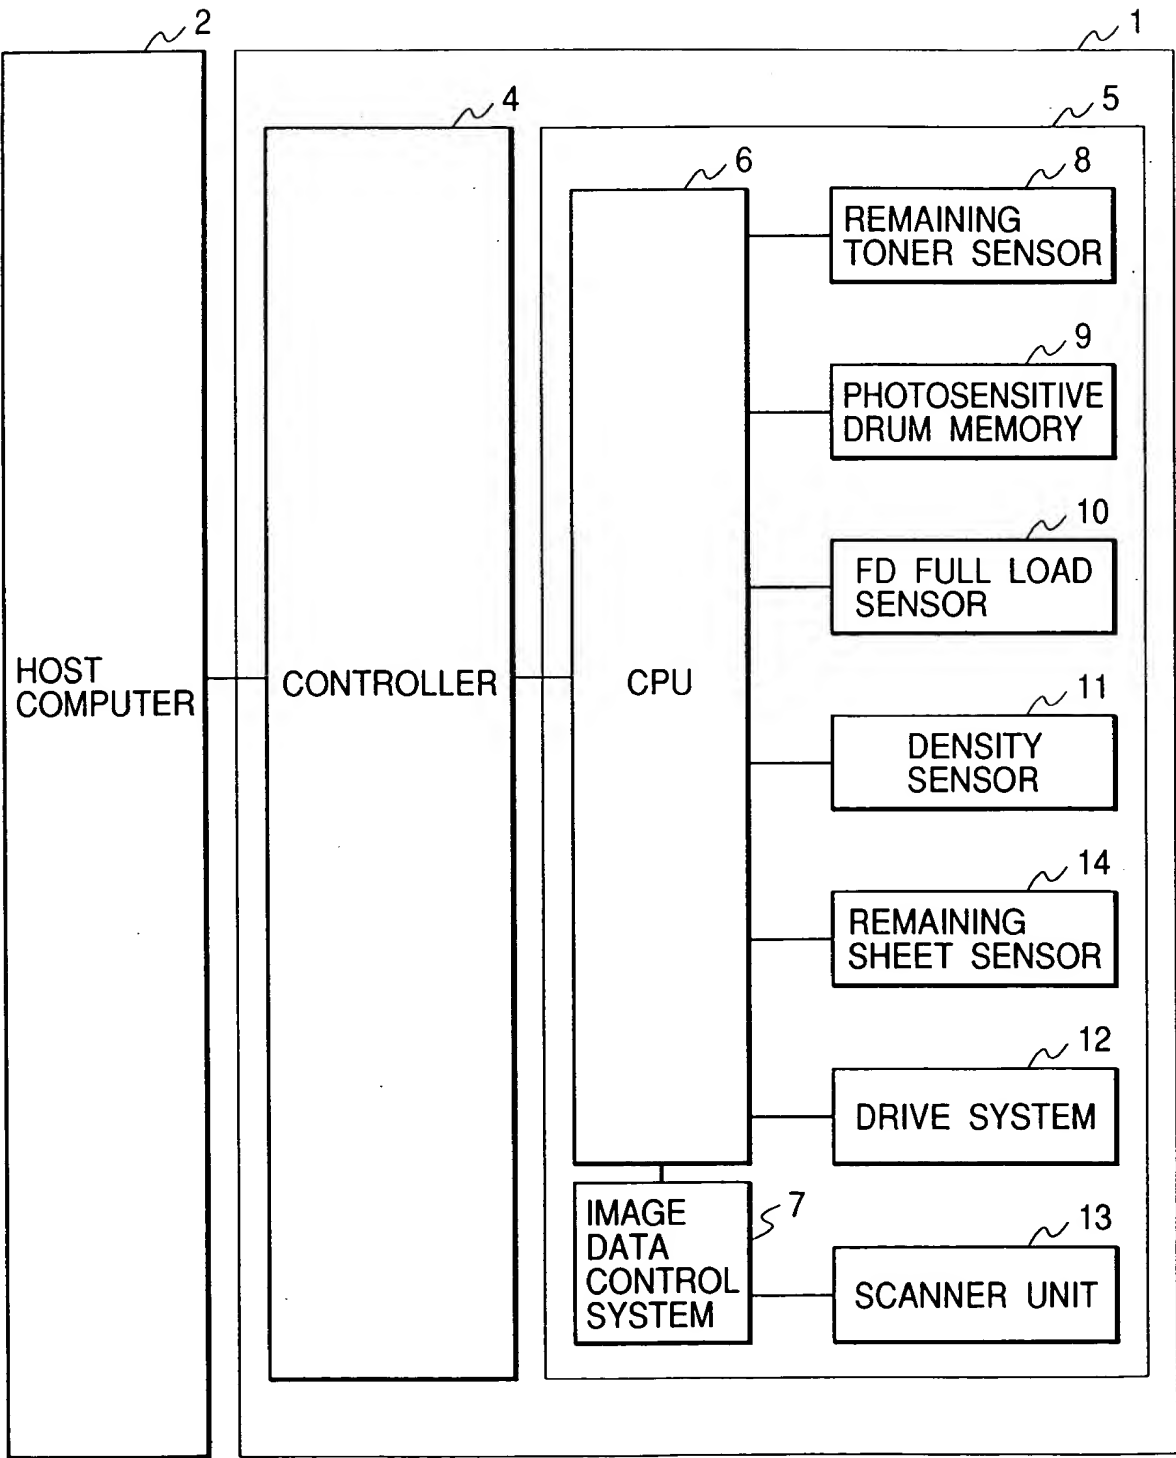 2
1
4
5
6
8
REMAINING
TONER SENSOR
9
PHOTOSENSITIVE
DRUM MEMORY
10
FD FULL LOAD
SENSOR
HOST
COMPUTER
CONTROLLER
CPU
11
DENSITY
SENSOR
14
REMAINING
SHEET SENSOR
12
DRIVE SYSTEM
IMAGE
DATA
CONTROL
SYSTEM
7
13
SCANNER UNIT